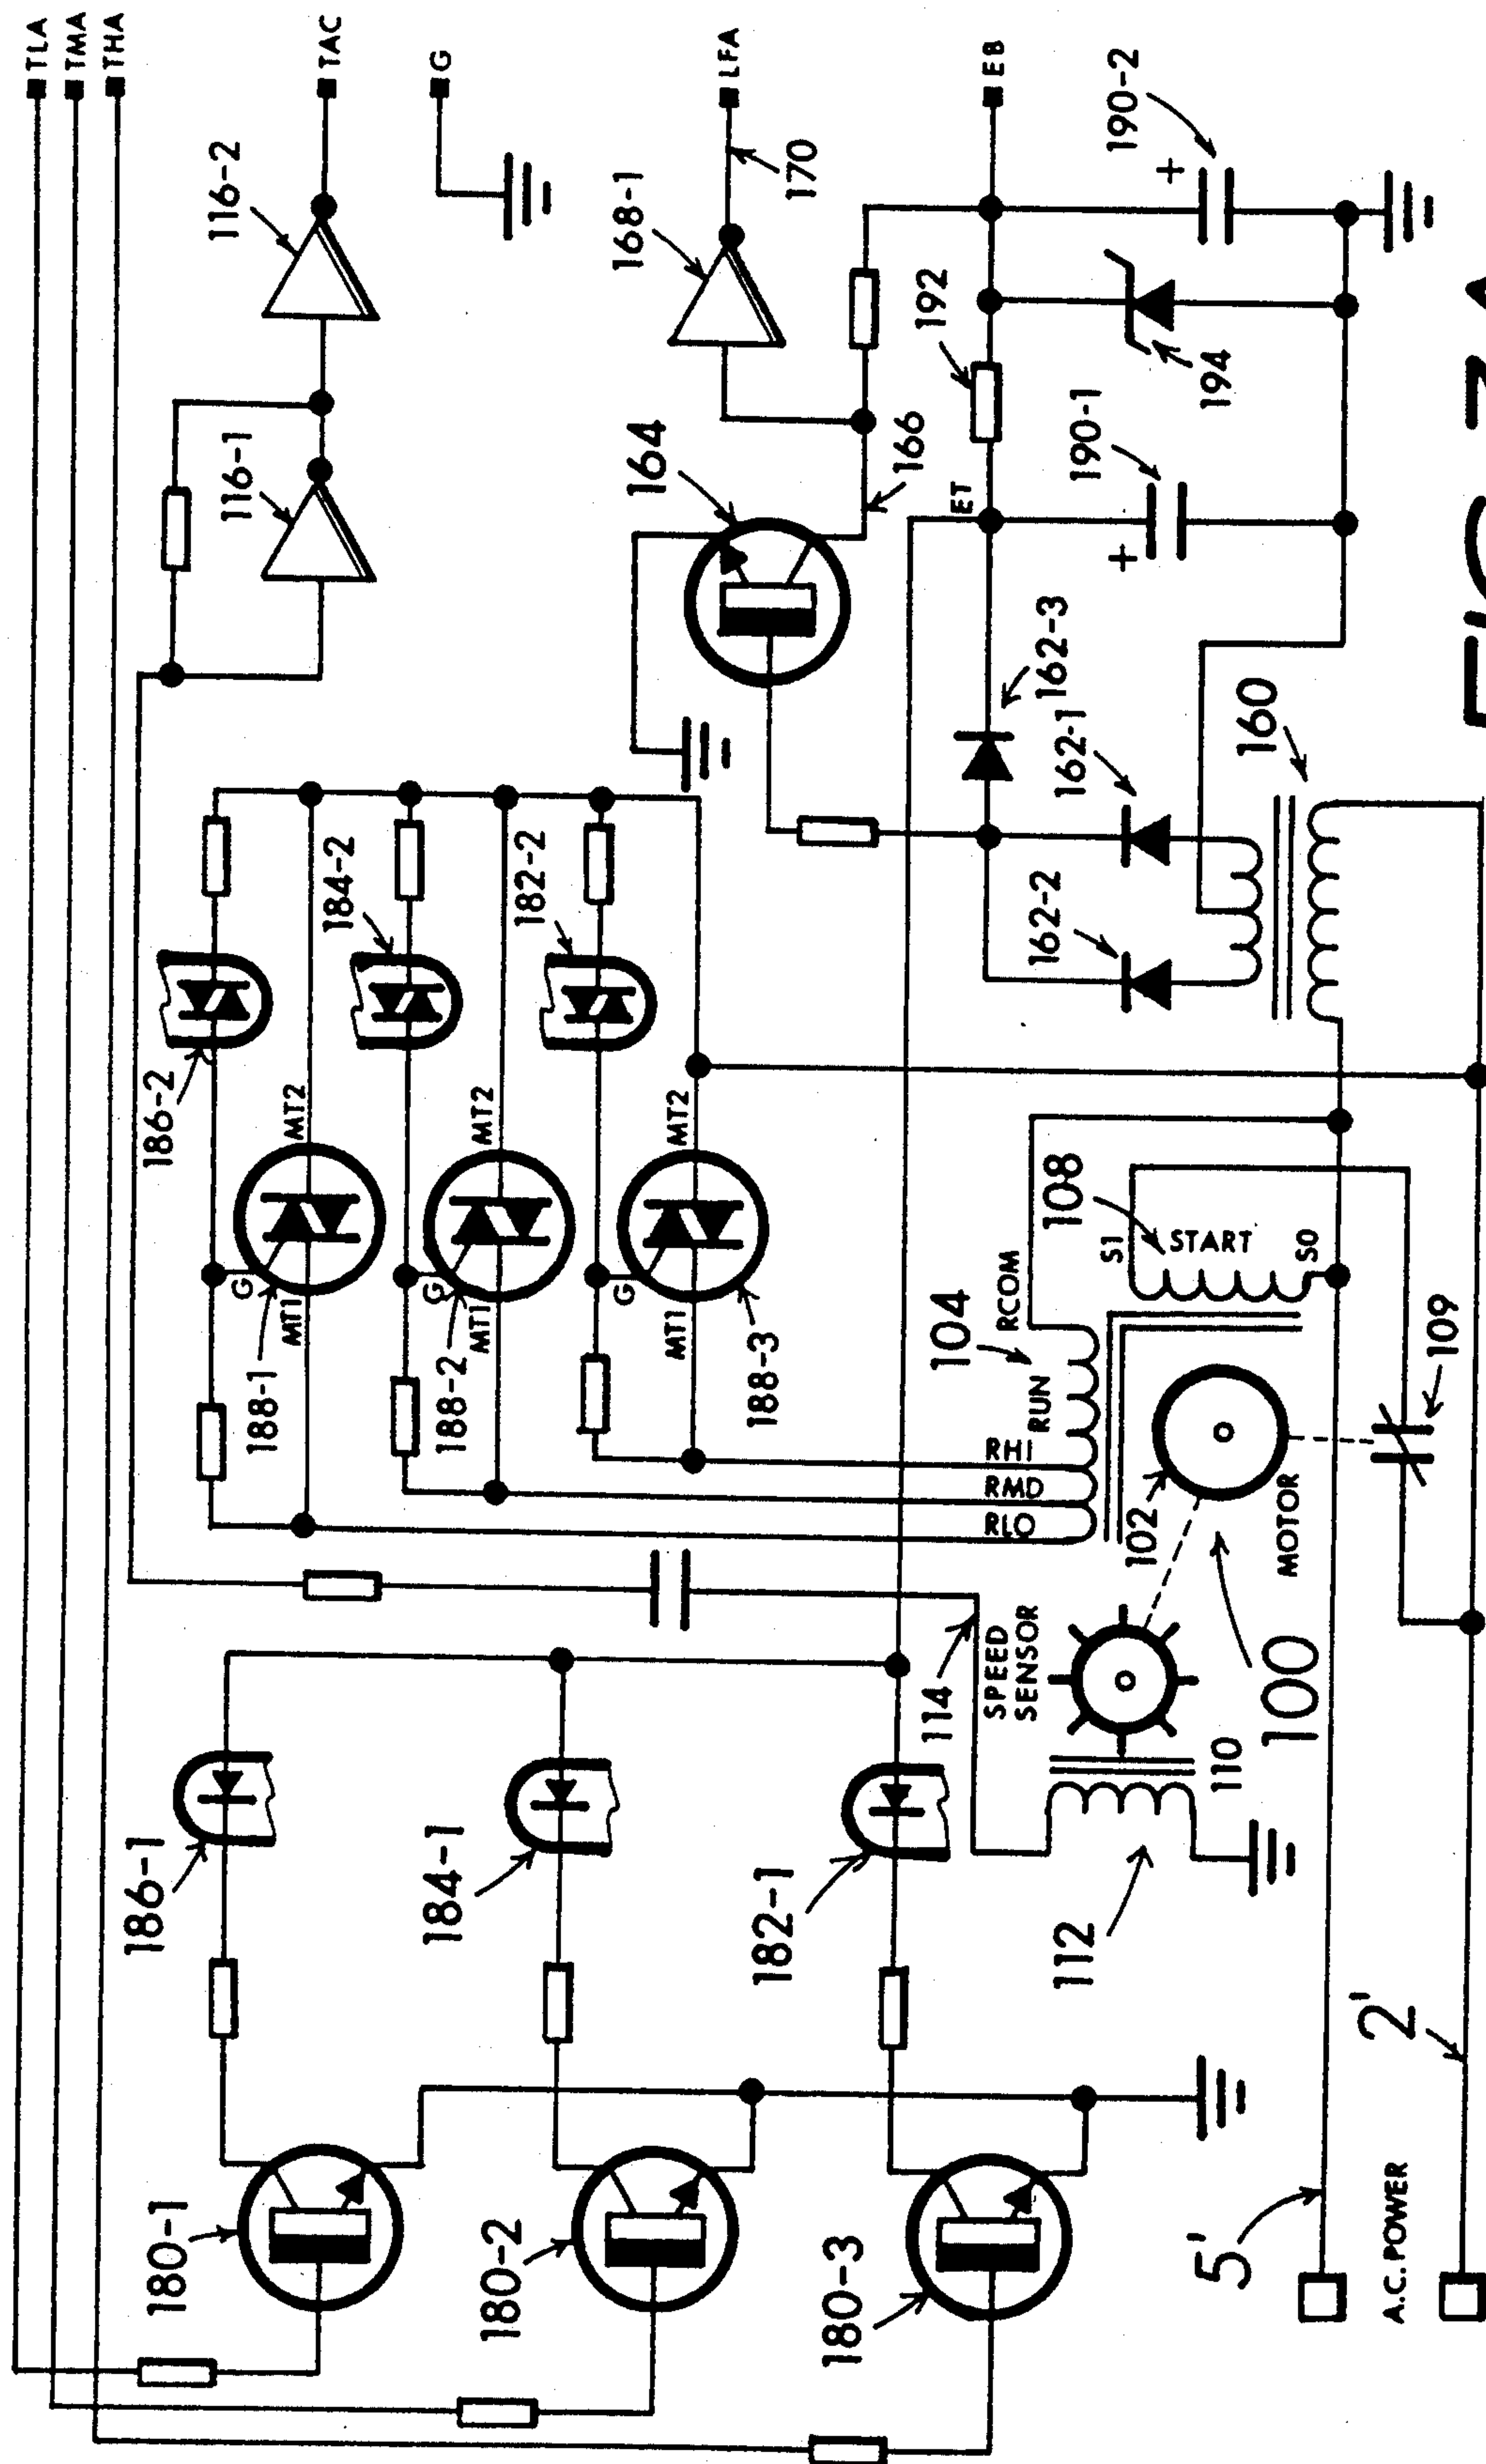 TLA
TMA
THA
TAC
G
LFA
EB
116-2
116-1
168-1
170
164
166
ET
192
190-1
190-2
194
162-3
162-1
162-2
160
186-2
184-2
182-2
MT2
MT2
MT2
G
G
G
MT1
MT1
MT1
188-1
188-2
188-3
108
S1
START
S0
104
RCOM
RUN
RHI
RMD
RLO
102
MOTOR
109
100
114
SPEED
SENSOR
110
112
186-1
184-1
182-1
180-1
180-2
180-3
5'
A.C. POWER
2'